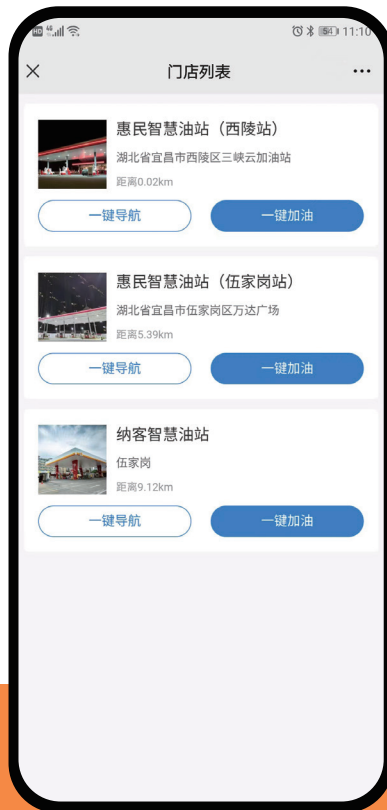 HD 4G 54 11:10
门店列表
惠民智慧油站（西陵站）
湖北省宜昌市西陵区三峡云加油站
距离0.02km
一键导航 一键加油
惠民智慧油站（伍家岗站）
湖北省宜昌市伍家岗区万达广场
距离5.39km
一键导航 一键加油
纳客智慧油站
伍家岗
距离9.12km
一键导航 一键加油